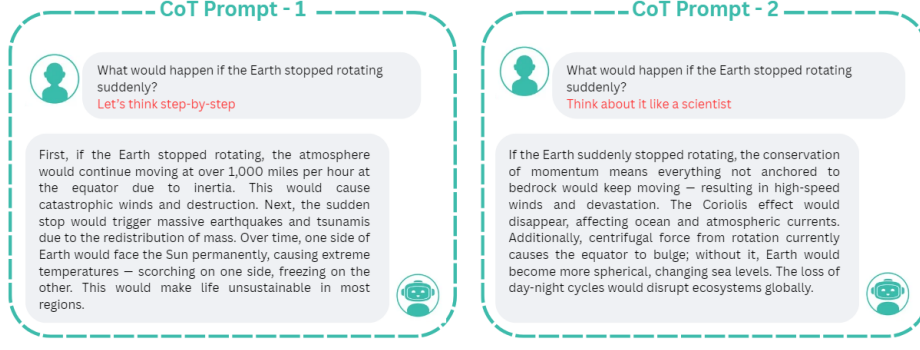 CoT Prompt - 1
What would happen if the Earth stopped rotating
suddenly?
Let's think step-by-step
First, if the Earth stopped rotating, the atmosphere
would continue moving at over 1,000 miles per hour at
the equator due to inertia. This would cause
catastrophic winds and destruction. Next, the sudden
stop would trigger massive earthquakes and tsunamis
due to the redistribution of mass. Over time, one side of
Earth would face the Sun permanently, causing extreme
temperatures — scorching on one side, freezing on the
other. This would make life unsustainable in most
regions.
CoT Prompt - 2
What would happen if the Earth stopped rotating
suddenly?
Think about it like a scientist
If the Earth suddenly stopped rotating, the conservation
of momentum means everything not anchored to
bedrock would keep moving — resulting in high-speed
winds and devastation. The Coriolis effect would
disappear, affecting ocean and atmospheric currents.
Additionally, centrifugal force from rotation currently
causes the equator to bulge; without it, Earth would
become more spherical, changing sea levels. The loss of
day-night cycles would disrupt ecosystems globally.